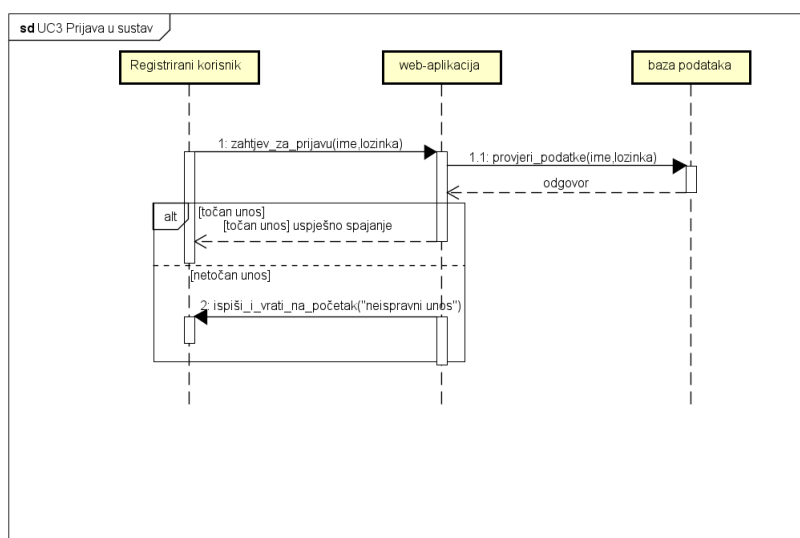 sd UC3 Prijava u sustav
Registrirani korisnik
web-aplikacija
baza podataka
1: zahtjev_za_prijavu(ime,lozinka)
1.1: provjeri_podatke(ime,lozinka)
odgovor
alt
[točan unos]
[točan unos] uspješno spajanje
[netočan unos]
2: ispiši_i_vrati_na_početak("neispravni unos")